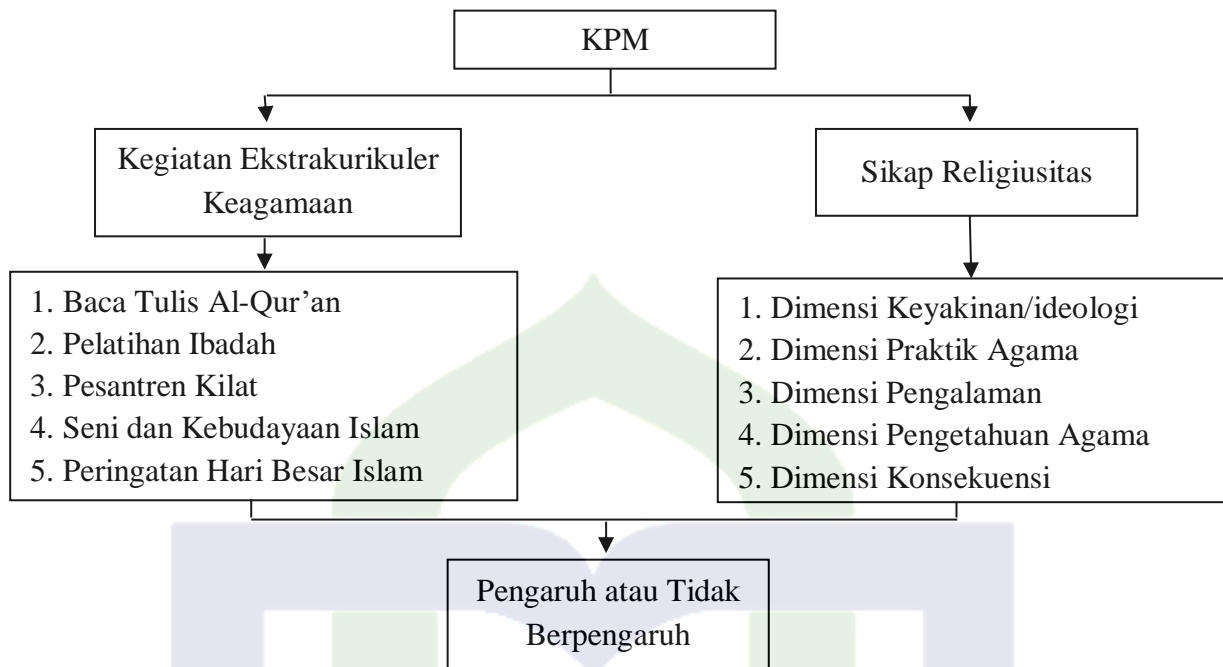 KPM
Kegiatan Ekstrakurikuler
Keagamaan
Sikap Religiusitas
1. Baca Tulis Al-Qur’an
2. Pelatihan Ibadah
3. Pesantren Kilat
4. Seni dan Kebudayaan Islam
5. Peringatan Hari Besar Islam
1. Dimensi Keyakinan/ideologi
2. Dimensi Praktik Agama
3. Dimensi Pengalaman
4. Dimensi Pengetahuan Agama
5. Dimensi Konsekuensi
Pengaruh atau Tidak
Berpengaruh